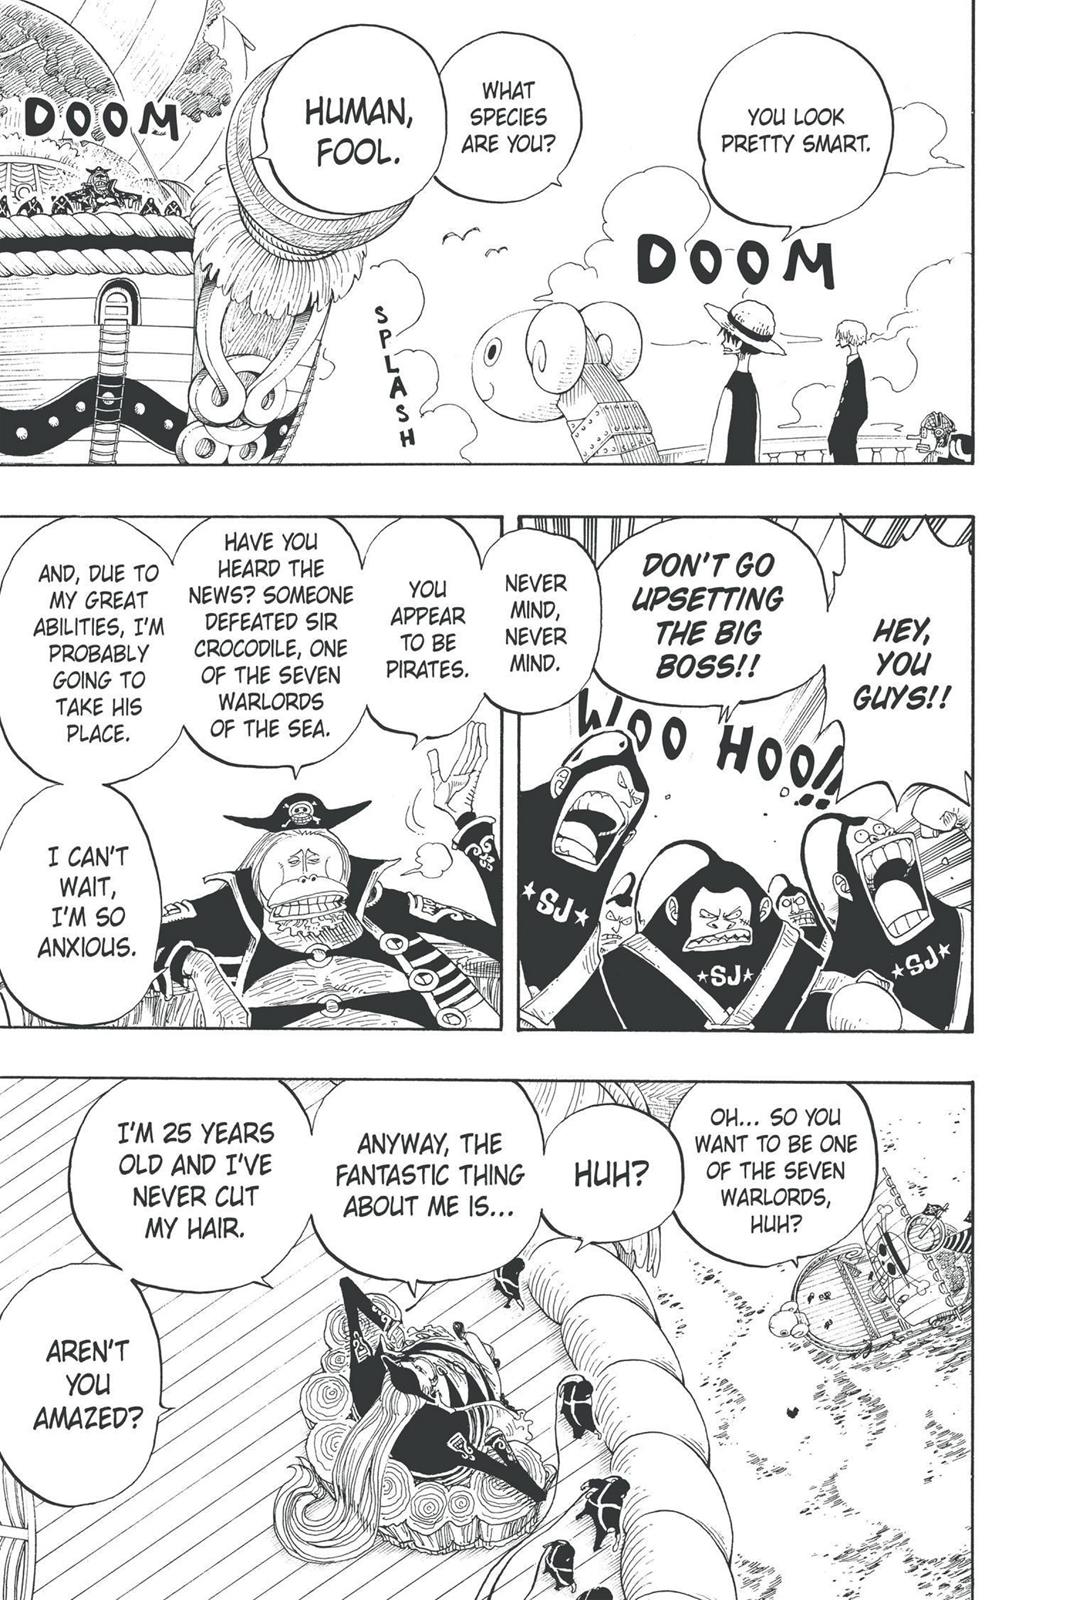 YOU LOOK
PRETTY SMART.
DOOM
WHAT
SPECIES
ARE YOU?
HUMAN,
FOOL.
DOOM
SPLASH
HEY,
YOU
GUYS!!
DON'T GO
UPSETTING
THE BIG
BOSS!!
WOO HOO!!
SJ
SJ
SJ
NEVER
MIND,
NEVER
MIND.
YOU
APPEAR
TO BE
PIRATES.
HAVE YOU
HEARD THE
NEWS? SOMEONE
DEFEATED SIR
CROCODILE, ONE
OF THE SEVEN
WARLORDS
OF THE SEA.
AND, DUE TO
MY GREAT
ABILITIES, I'M
PROBABLY
GOING TO
TAKE HIS
PLACE.
I CAN'T
WAIT,
I'M SO
ANXIOUS.
OH... SO YOU
WANT TO BE ONE
OF THE SEVEN
WARLORDS,
HUH?
HUH?
ANYWAY, THE
FANTASTIC THING
ABOUT ME IS...
I'M 25 YEARS
OLD AND I'VE
NEVER CUT
MY HAIR.
AREN'T
YOU
AMAZED?